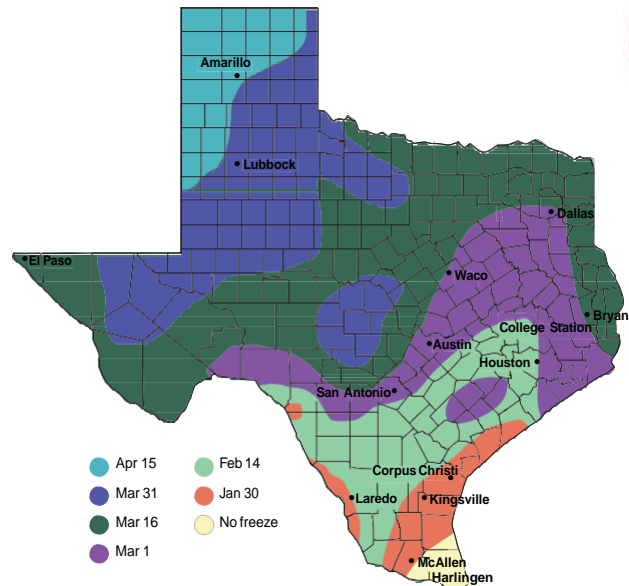 Amarillo
Lubbock
Dallas
El Paso
Waco
Bryan
College Station
Austin
Houston
San Antonio
Corpus Christi
Laredo
Kingsville
McAllen
Harlingen
Apr 15
Mar 31
Mar 16
Mar 1
Feb 14
Jan 30
No freeze